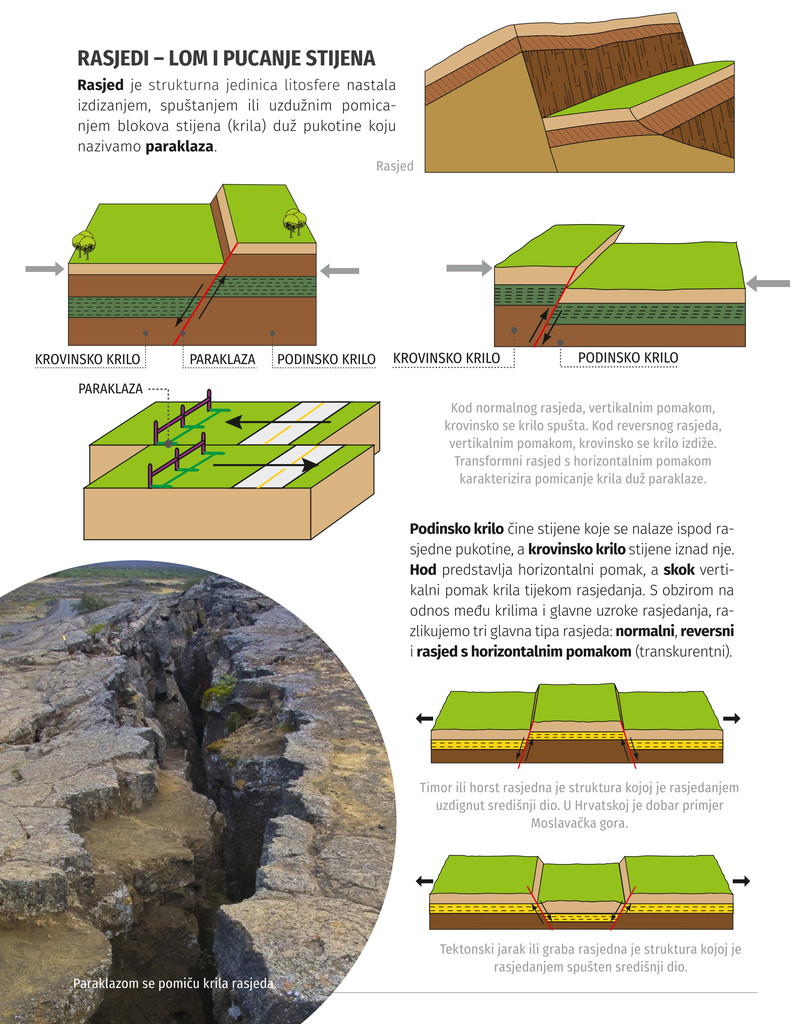 RASJEDI – LOM I PUCANJE STIJENA
Rasjed je strukturna jedinica litosfere nastala
izdizanjem, spuštanjem ili uzdužnim pomica-
njem blokova stijena (krila) duž pukotine koju
nazivamo paraklaza.
Rasjed
KROVINSKO KRILO
PARAKLAZA
PODINSKO KRILO
KROVINSKO KRILO
PODINSKO KRILO
PARAKLAZA
Kod normalnog rasjeda, vertikalnim pomakom,
krovinsko se krilo spušta. Kod reversnog rasjeda,
vertikalnim pomakom, krovinsko se krilo izdiže.
Transformni rasjed s horizontalnim pomakom
karakterizira pomicanje krila duž paraklaze.
Podinsko krilo čine stijene koje se nalaze ispod ra-
sjedne pukotine, a krovinsko krilo stijene iznad nje.
Hod predstavlja horizontalni pomak, a skok verti-
kalni pomak krila tijekom rasjedanja. S obzirom na
odnos među krilima i glavne uzroke rasjedanja, ra-
zlikujemo tri glavna tipa rasjeda: normalni, reversni
i rasjed s horizontalnim pomakom (transkurentni).
Timor ili horst rasjedna je struktura kojoj je rasjedanjem
uzdignut središnji dio. U Hrvatskoj je dobar primjer
Moslavačka gora.
Tektonski jarak ili graba rasjedna je struktura kojoj je
rasjedanjem spušten središnji dio.
Paraklazom se pomiču krila rasjeda.